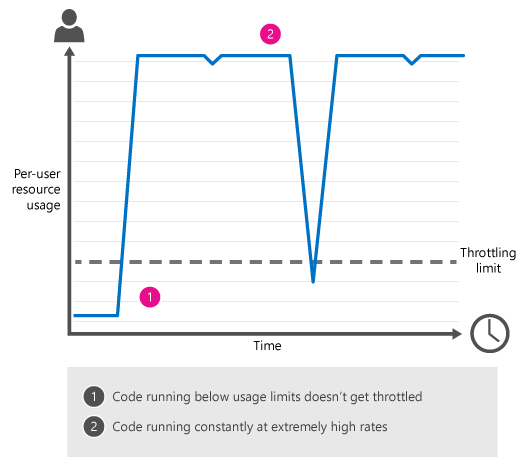 2
Per-user
resource
usage
Throttling
limit
1
Time
1 Code running below usage limits doesn't get throttled
2 Code running constantly at extremely high rates